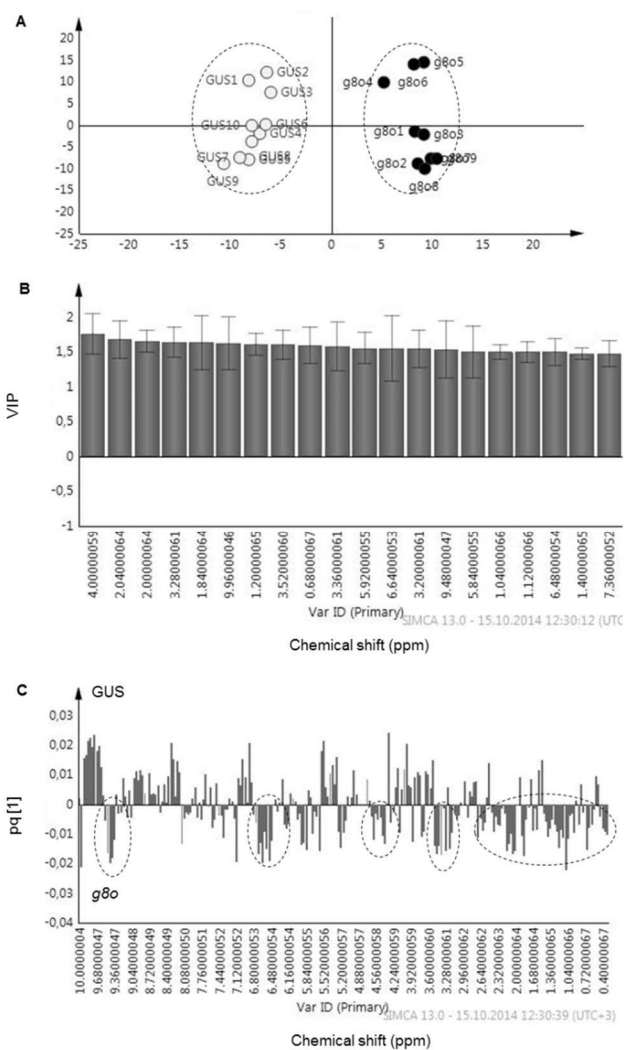 A
20
15
10
5
0
-5
-10
-15
-20
-25
GUS1
GUS2
GUS3
GUS10
GUS6
GUS4
GUS7
GUS8
GUS9
g8o4
g8o5
g8o6
g8o1
g8o3
g8o2
g8o8
-25 -20 -15 -10 -5 0 5 10 15 20
B
VIP
2
1,5
1
0,5
0
-0,5
-1
4.00000059 2.04000064 2.00000064 3.28000061 1.84000064 9.96000046 1.20000065 3.52000060 0.68000067 3.36000061 5.92000055 6.64000053 3.20000061 9.48000047 5.84000055 1.04000066 1.12000066 6.48000054 1.40000065 7.36000052
Var ID (Primary)
SIMCA 13.0 - 15.10.2014 12:30:12 (UTC
Chemical shift (ppm)
C
GUS
pq[1]
0,03
0,02
0,01
0
-0,01
-0,02
-0,03
-0,04
g8o
10.0000004 9.68000047 9.36000047 9.04000048 8.72000049 8.40000049 8.08000050 7.76000051 7.44000052 7.12000052 6.80000053 6.48000054 6.16000054 5.84000055 5.52000056 5.20000057 4.88000057 4.56000058 4.24000059 3.92000059 3.60000060 3.28000061 2.96000062 2.64000062 2.32000063 2.00000064 1.68000064 1.36000065 1.04000066 0.72000067 0.40000067
Var ID (Primary)
SIMCA 13.0 - 15.10.2014 12:30:39 (UTC+3)
Chemical shift (ppm)